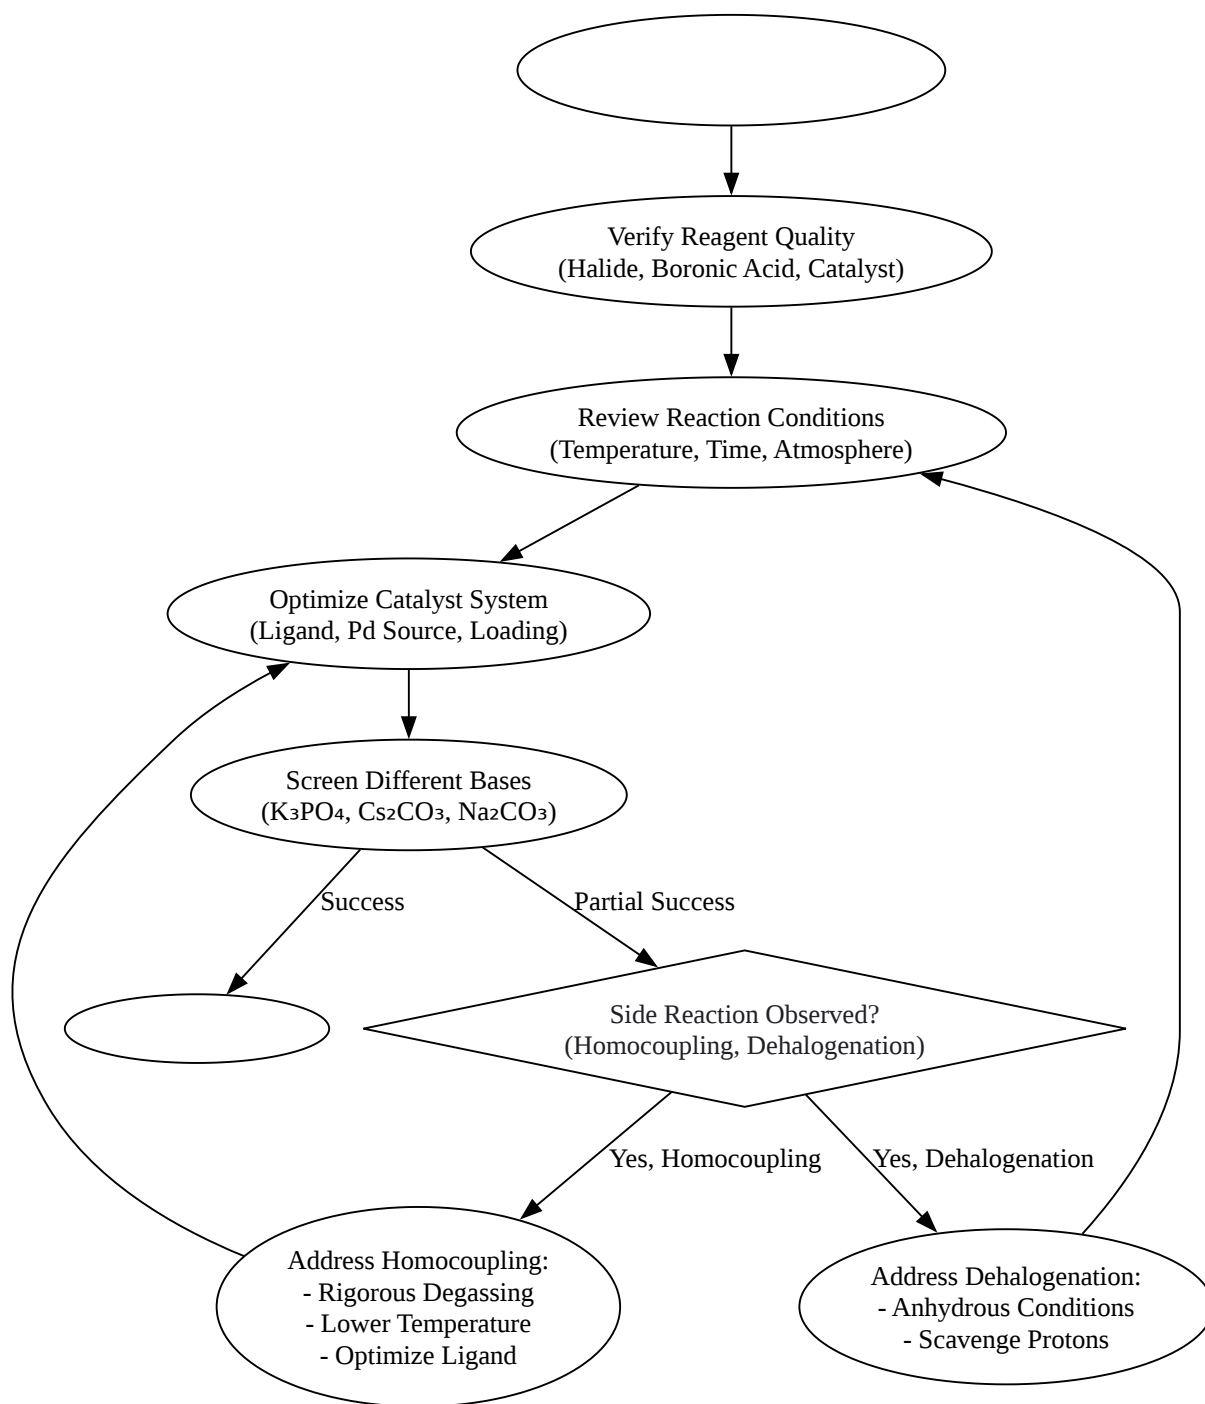 Verify Reagent Quality
(Halide, Boronic Acid, Catalyst)
Review Reaction Conditions
(Temperature, Time, Atmosphere)
Optimize Catalyst System
(Ligand, Pd Source, Loading)
Screen Different Bases
(K₃PO₄, Cs₂CO₃, Na₂CO₃)
Success
Partial Success
Side Reaction Observed?
(Homocoupling, Dehalogenation)
Yes, Homocoupling
Yes, Dehalogenation
Address Homocoupling:
- Rigorous Degassing
- Lower Temperature
- Optimize Ligand
Address Dehalogenation:
- Anhydrous Conditions
- Scavenge Protons